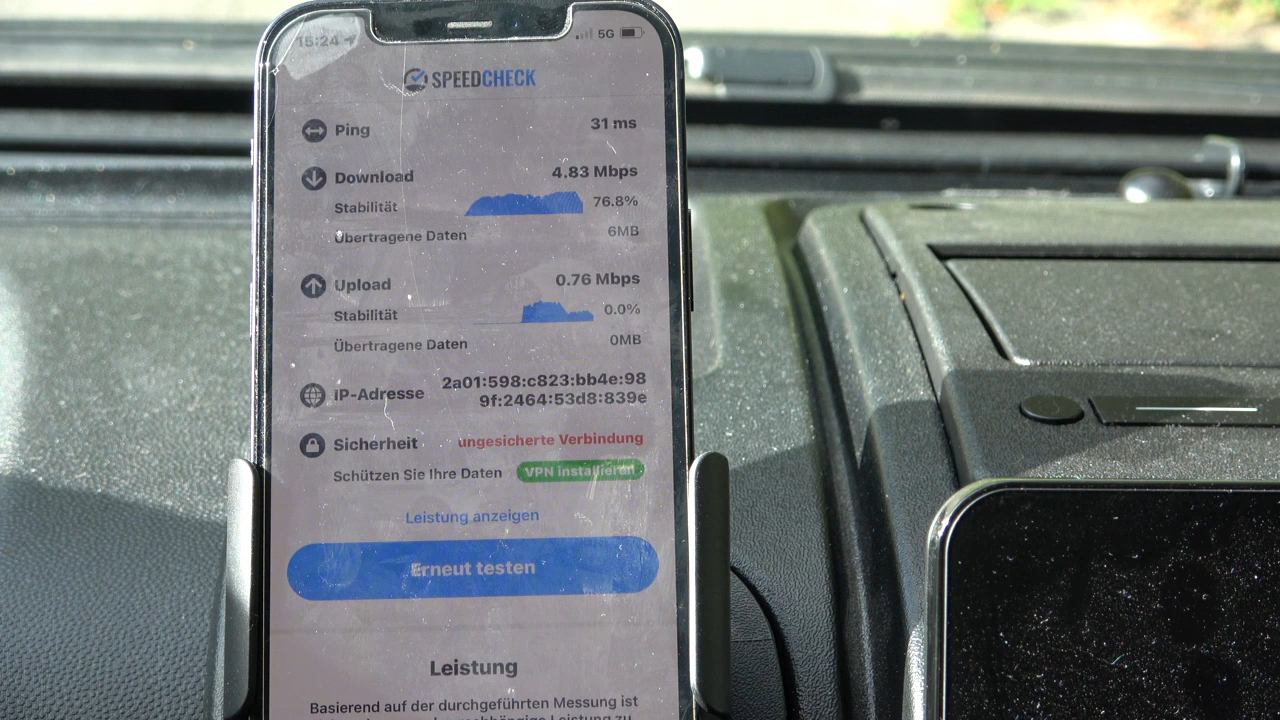 15:24
5G
SPEEDCHECK
Ping 31 ms
Download 4.83 Mbps
Stabilität 76.8%
Übertragene Daten 6MB
Upload 0.76 Mbps
Stabilität 0.0%
Übertragene Daten 0MB
IP-Adresse 2a01:598:c823:bb4e:98
9f:2464:53d8:839e
Sicherheit ungesicherte Verbindung
Schützen Sie Ihre Daten VPN installieren
Leistung anzeigen
Erneut testen
Leistung
Basierend auf der durchgeführten Messung ist